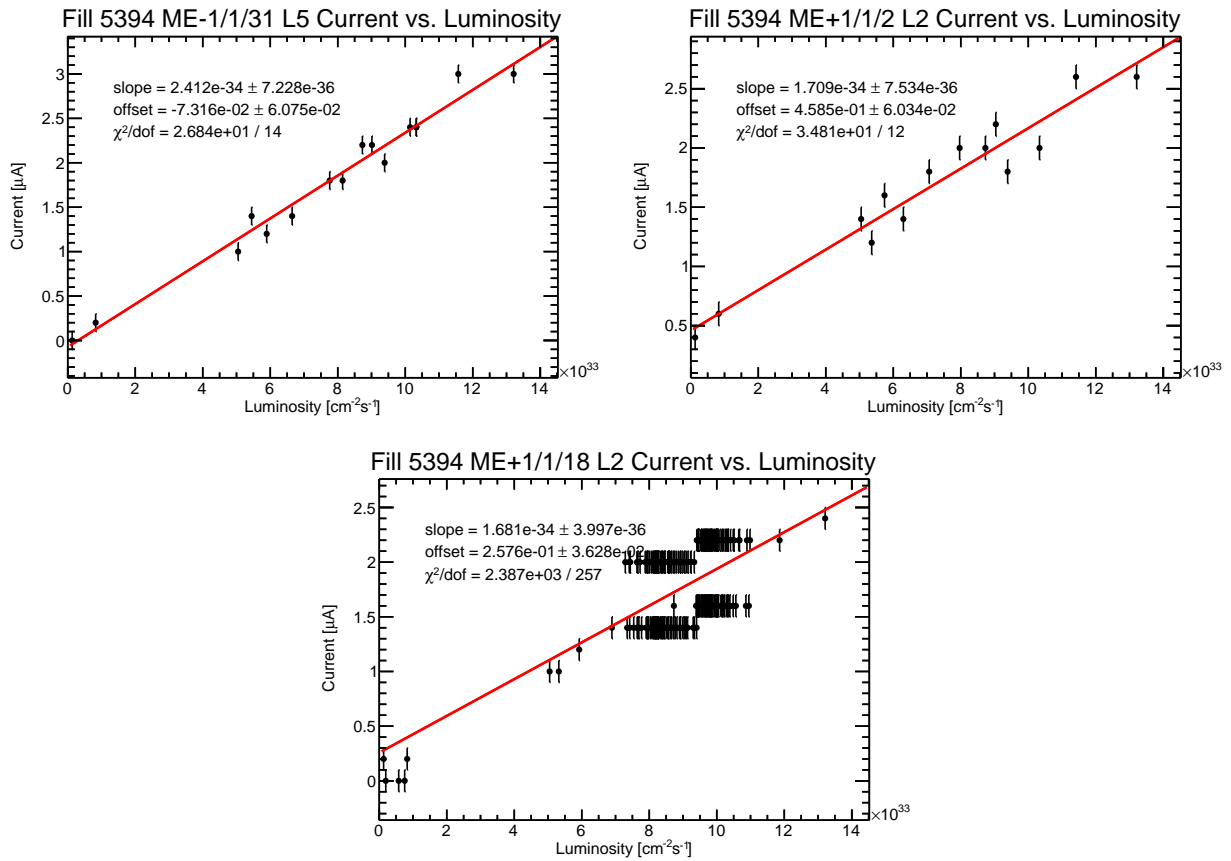 Fill 5394 ME-1/1/31 L5 Current vs. Luminosity
slope = 2.412e-34 ± 7.228e-36
offset = -7.316e-02 ± 6.075e-02
χ²/dof = 2.684e+01 / 14
Current [μA]
3
2.5
2
1.5
1
0.5
0
0 2 4 6 8 10 12 14
×10³³
Luminosity [cm⁻²s⁻¹]
Fill 5394 ME+1/1/2 L2 Current vs. Luminosity
slope = 1.709e-34 ± 7.534e-36
offset = 4.585e-01 ± 6.034e-02
χ²/dof = 3.481e+01 / 12
Current [μA]
2.5
2
1.5
1
0.5
0 2 4 6 8 10 12 14
×10³³
Luminosity [cm⁻²s⁻¹]
Fill 5394 ME+1/1/18 L2 Current vs. Luminosity
slope = 1.681e-34 ± 3.997e-36
offset = 2.576e-01 ± 3.628e-02
χ²/dof = 2.387e+03 / 257
Current [μA]
2.5
2
1.5
1
0.5
0
0 2 4 6 8 10 12 14
×10³³
Luminosity [cm⁻²s⁻¹]